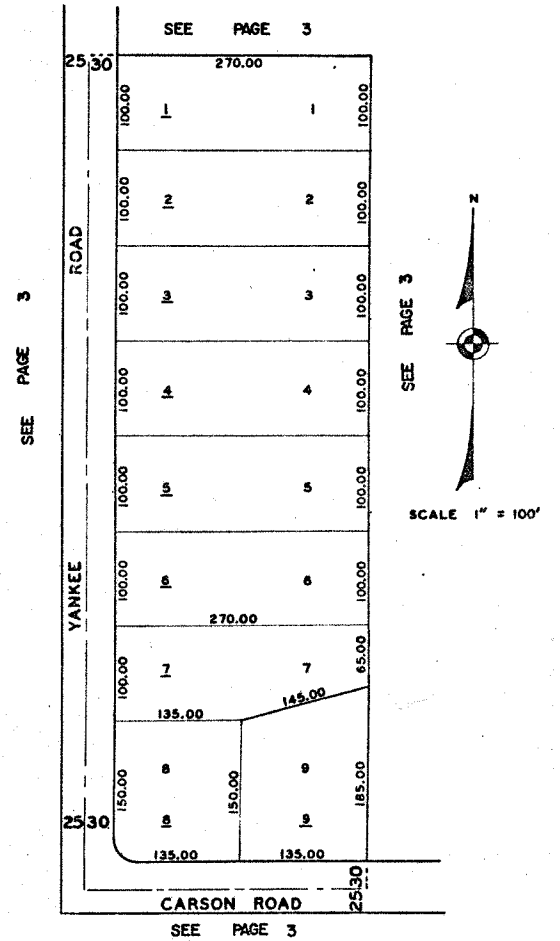 SEE PAGE 3
25 30
270.00
100.00 1 1 100.00
100.00 2 2 100.00
ROAD
100.00 3 3 100.00
SEE PAGE 3
SEE PAGE 3
N
100.00 4 4 100.00
100.00 5 5 100.00
SCALE 1" = 100'
YANKEE
100.00 6 6 100.00
270.00
100.00 7 7 65.00
145.00
135.00
150.00 8 150.00 9 185.00
25 30 8 9
135.00 135.00
25 30
CARSON ROAD
SEE PAGE 3